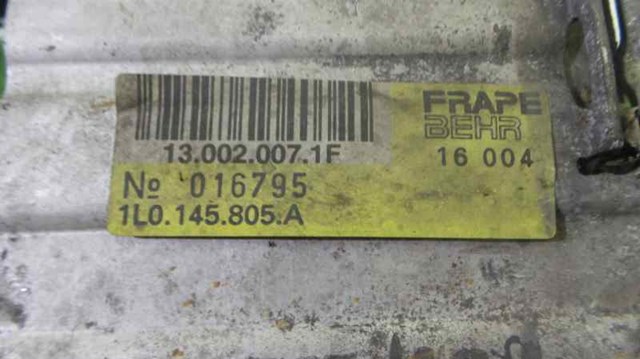 FRAPE
BEHR
13.002.007.1F
16 004
№ 016795
1L0.145.805.A